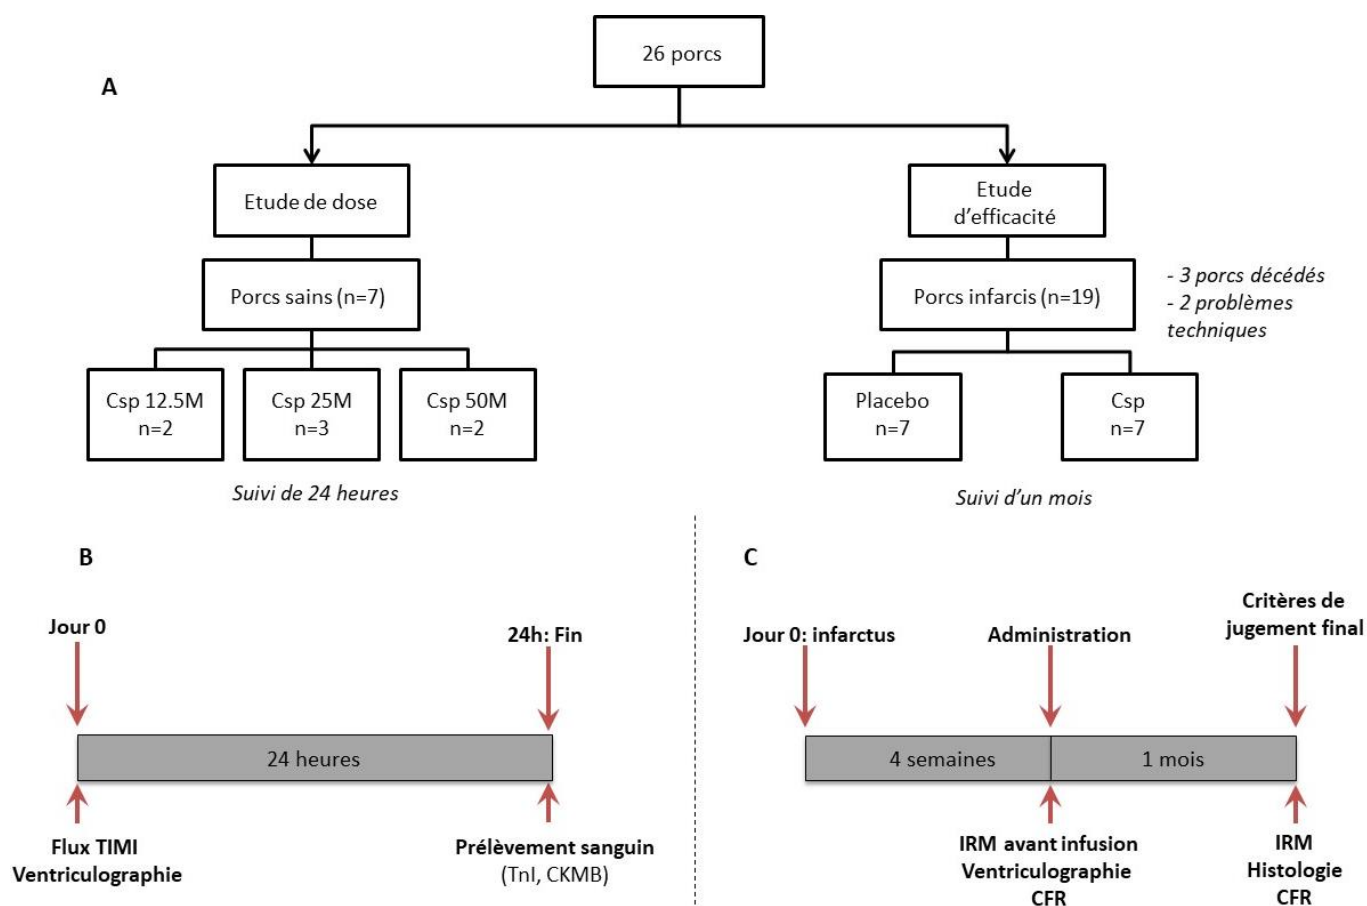 26 porcs
A
Etude de dose
Etude
d'efficacité
Porcs sains (n=7)
Porcs infarcis (n=19)
- 3 porcs décédés
- 2 problèmes
techniques
Csp 12.5M
n=2
Csp 25M
n=3
Csp 50M
n=2
Placebo
n=7
Csp
n=7
Suivi de 24 heures
Suivi d'un mois
B
Jour 0
24h: Fin
24 heures
Flux TIMI
Ventriculographie
Prélèvement sanguin
(TnI, CKMB)
C
Jour 0: infarctus
Administration
Critères de
jugement final
4 semaines
1 mois
IRM avant infusion
Ventriculographie
CFR
IRM
Histologie
CFR